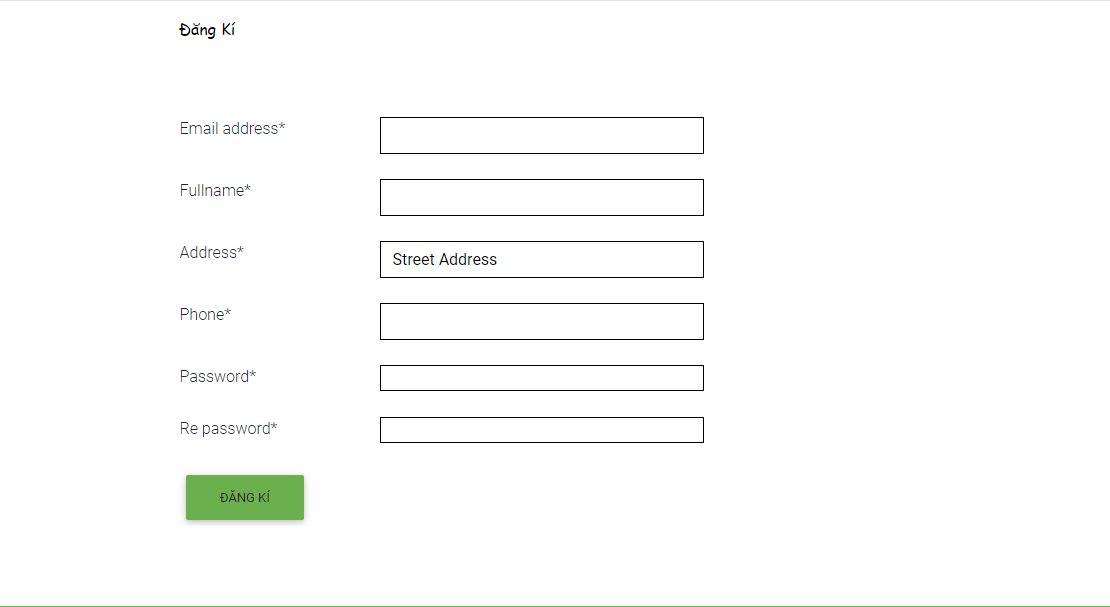 Đăng Kí
Email address*
Fullname*
Address*
Street Address
Phone*
Password*
Re password*
ĐĂNG KÍ